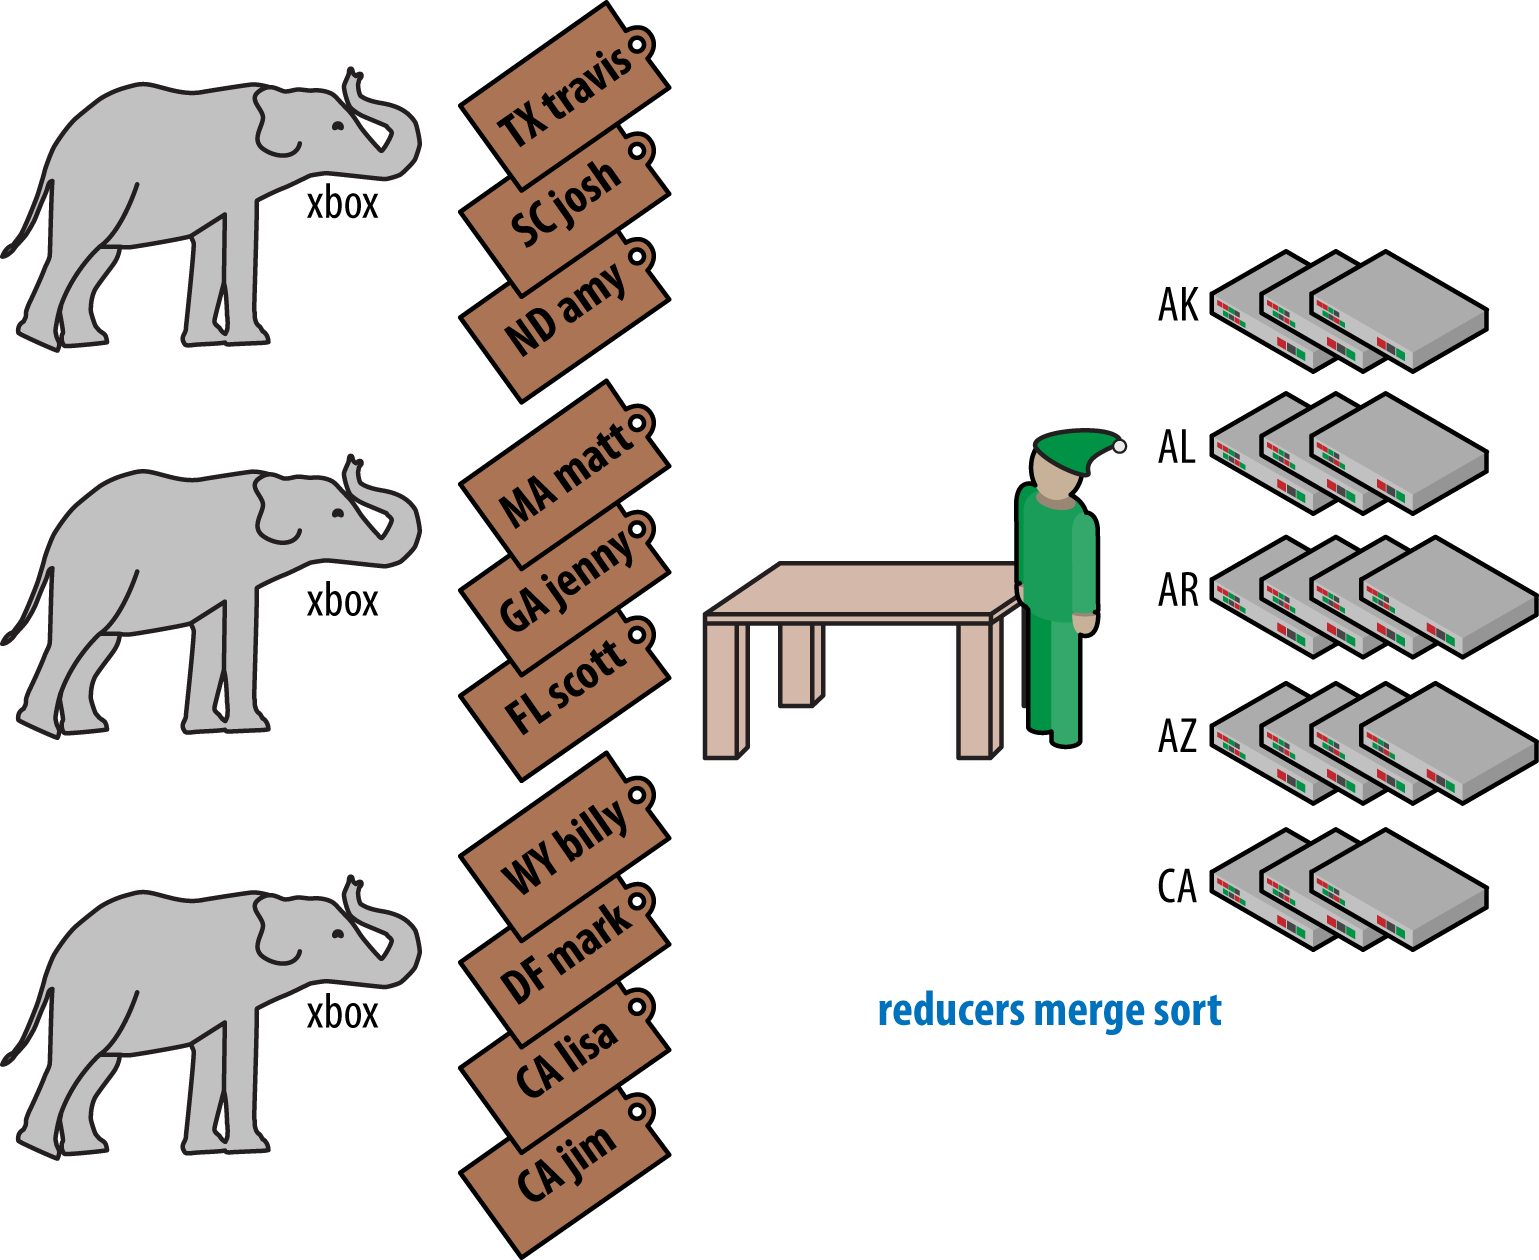 xbox
TX travis
SC josh
ND amy
xbox
MA matt
GA jenny
FL scott
xbox
WY billy
DF mark
CA lisa
CA jim
AK
AL
AR
AZ
CA
reducers merge sort